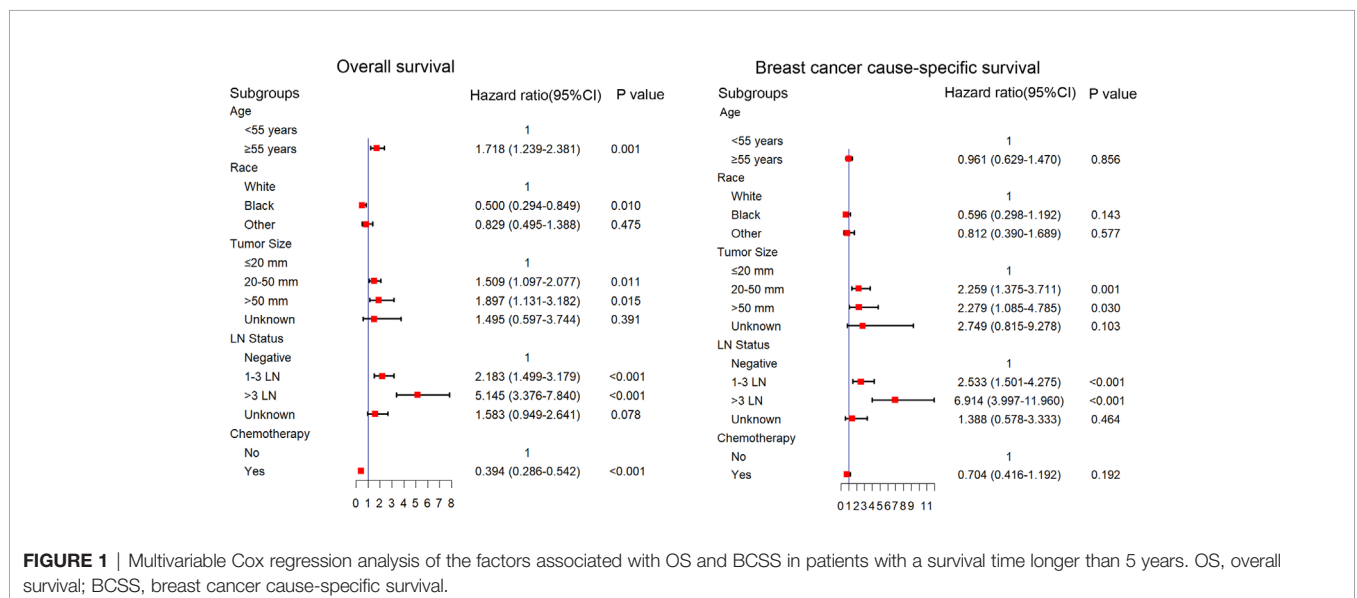 Overall survival
Subgroups Hazard ratio(95%CI) P value
Age
<55 years 1
≥55 years 1.718 (1.239-2.381) 0.001
Race
White 1
Black 0.500 (0.294-0.849) 0.010
Other 0.829 (0.495-1.388) 0.475
Tumor Size
≤20 mm 1
20-50 mm 1.509 (1.097-2.077) 0.011
>50 mm 1.897 (1.131-3.182) 0.015
Unknown 1.495 (0.597-3.744) 0.391
LN Status
Negative 1
1-3 LN 2.183 (1.499-3.179) <0.001
>3 LN 5.145 (3.376-7.840) <0.001
Unknown 1.583 (0.949-2.641) 0.078
Chemotherapy
No 1
Yes 0.394 (0.286-0.542) <0.001
0 1 2 3 4 5 6 7 8
Breast cancer cause-specific survival
Subgroups Hazard ratio(95%CI) P value
Age
<55 years 1
≥55 years 0.961 (0.629-1.470) 0.856
Race
White 1
Black 0.596 (0.298-1.192) 0.143
Other 0.812 (0.390-1.689) 0.577
Tumor Size
≤20 mm 1
20-50 mm 2.259 (1.375-3.711) 0.001
>50 mm 2.279 (1.085-4.785) 0.030
Unknown 2.749 (0.815-9.278) 0.103
LN Status
Negative 1
1-3 LN 2.533 (1.501-4.275) <0.001
>3 LN 6.914 (3.997-11.960) <0.001
Unknown 1.388 (0.578-3.333) 0.464
Chemotherapy
No 1
Yes 0.704 (0.416-1.192) 0.192
0 1 2 3 4 5 6 7 8 9 11
FIGURE 1 | Multivariable Cox regression analysis of the factors associated with OS and BCSS in patients with a survival time longer than 5 years. OS, overall
survival; BCSS, breast cancer cause-specific survival.